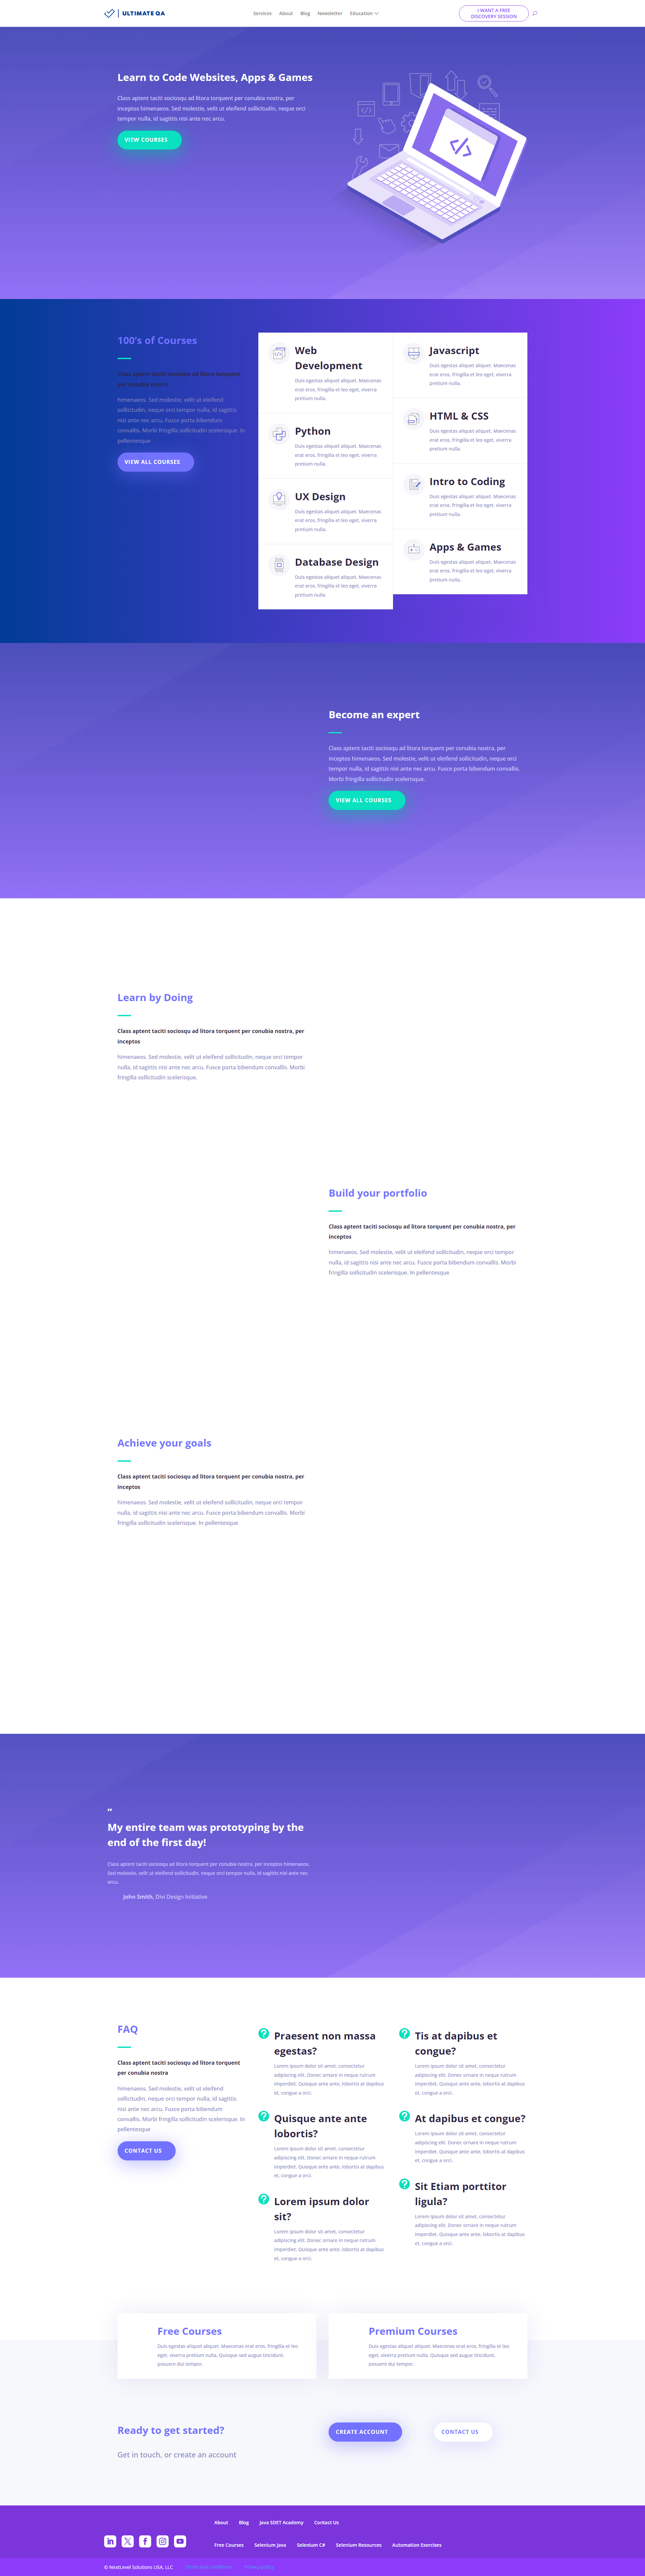 ULTIMATE QA
Services
About
Blog
Newsletter
Education
I WANT A FREE
DISCOVERY SESSION
Learn to Code Websites, Apps & Games
Class aptent taciti sociosqu ad litora torquent per conubia nostra, per
inceptos himenaeos. Sed molestie, velit ut eleifend sollicitudin, neque orci
tempor nulla, id sagittis nisi ante nec arcu.
VIEW COURSES
100's of Courses
Class aptent taciti sociosqu ad litora torquent
per conubia nostra
himenaeos. Sed molestie, velit ut eleifend
sollicitudin, neque orci tempor nulla, id sagittis
nisi ante nec arcu. Fusce porta bibendum
convallis. Morbi fringilla sollicitudin scelerisque. In
pellentesque
VIEW ALL COURSES
Web
Development
Duis egestas aliquet aliquet. Maecenas
erat eros, fringilla et leo eget, viverra
pretium nulla.
Python
Duis egestas aliquet aliquet. Maecenas
erat eros, fringilla et leo eget, viverra
pretium nulla.
UX Design
Duis egestas aliquet aliquet. Maecenas
erat eros, fringilla et leo eget, viverra
pretium nulla.
Database Design
Duis egestas aliquet aliquet. Maecenas
erat eros, fringilla et leo eget, viverra
pretium nulla.
Javascript
Duis egestas aliquet aliquet. Maecenas
erat eros, fringilla et leo eget, viverra
pretium nulla.
HTML & CSS
Duis egestas aliquet aliquet. Maecenas
erat eros, fringilla et leo eget, viverra
pretium nulla.
Intro to Coding
Duis egestas aliquet aliquet. Maecenas
erat eros, fringilla et leo eget, viverra
pretium nulla.
Apps & Games
Duis egestas aliquet aliquet. Maecenas
erat eros, fringilla et leo eget, viverra
pretium nulla.
Become an expert
Class aptent taciti sociosqu ad litora torquent per conubia nostra, per
inceptos himenaeos. Sed molestie, velit ut eleifend sollicitudin, neque orci
tempor nulla, id sagittis nisi ante nec arcu. Fusce porta bibendum convallis.
Morbi fringilla sollicitudin scelerisque.
VIEW ALL COURSES
Learn by Doing
Class aptent taciti sociosqu ad litora torquent per conubia nostra, per
inceptos
himenaeos. Sed molestie, velit ut eleifend sollicitudin, neque orci tempor
nulla, id sagittis nisi ante nec arcu. Fusce porta bibendum convallis. Morbi
fringilla sollicitudin scelerisque.
Build your portfolio
Class aptent taciti sociosqu ad litora torquent per conubia nostra, per
inceptos
himenaeos. Sed molestie, velit ut eleifend sollicitudin, neque orci tempor
nulla, id sagittis nisi ante nec arcu. Fusce porta bibendum convallis. Morbi
fringilla sollicitudin scelerisque. In pellentesque
Achieve your goals
Class aptent taciti sociosqu ad litora torquent per conubia nostra, per
inceptos
himenaeos. Sed molestie, velit ut eleifend sollicitudin, neque orci tempor
nulla, id sagittis nisi ante nec arcu. Fusce porta bibendum convallis. Morbi
fringilla sollicitudin scelerisque. In pellentesque
“
My entire team was prototyping by the
end of the first day!
Class aptent taciti sociosqu ad litora torquent per conubia nostra, per inceptos himenaeos.
Sed molestie, velit ut eleifend sollicitudin, neque orci tempor nulla, id sagittis nisi ante nec
arcu.
John Smith, Divi Design Initiative
FAQ
Class aptent taciti sociosqu ad litora torquent
per conubia nostra
himenaeos. Sed molestie, velit ut eleifend
sollicitudin, neque orci tempor nulla, id sagittis
nisi ante nec arcu. Fusce porta bibendum
convallis. Morbi fringilla sollicitudin scelerisque. In
pellentesque
CONTACT US
Praesent non massa
egestas?
Lorem ipsum dolor sit amet, consectetur
adipiscing elit. Donec ornare in neque rutrum
imperdiet. Quisque ante ante, lobortis at dapibus
et, congue a orci.
Quisque ante ante
lobortis?
Lorem ipsum dolor sit amet, consectetur
adipiscing elit. Donec ornare in neque rutrum
imperdiet. Quisque ante ante, lobortis at dapibus
et, congue a orci.
Lorem ipsum dolor
sit?
Lorem ipsum dolor sit amet, consectetur
adipiscing elit. Donec ornare in neque rutrum
imperdiet. Quisque ante ante, lobortis at dapibus
et, congue a orci.
Tis at dapibus et
congue?
Lorem ipsum dolor sit amet, consectetur
adipiscing elit. Donec ornare in neque rutrum
imperdiet. Quisque ante ante, lobortis at dapibus
et, congue a orci.
At dapibus et congue?
Lorem ipsum dolor sit amet, consectetur
adipiscing elit. Donec ornare in neque rutrum
imperdiet. Quisque ante ante, lobortis at dapibus
et, congue a orci.
Sit Etiam porttitor
ligula?
Lorem ipsum dolor sit amet, consectetur
adipiscing elit. Donec ornare in neque rutrum
imperdiet. Quisque ante ante, lobortis at dapibus
et, congue a orci.
Free Courses
Duis egestas aliquet aliquet. Maecenas erat eros, fringilla et leo
eget, viverra pretium nulla. Quisque sed augue tincidunt,
posuere dui tempor.
Premium Courses
Duis egestas aliquet aliquet. Maecenas erat eros, fringilla et leo
eget, viverra pretium nulla. Quisque sed augue tincidunt,
posuere dui tempor.
Ready to get started?
Get in touch, or create an account
CREATE ACCOUNT
CONTACT US
About
Blog
Java SDET Academy
Contact Us
Free Courses
Selenium Java
Selenium C#
Selenium Resources
Automation Exercises
© NextLevel Solutions USA, LLC
Terms and conditions
Privacy policy